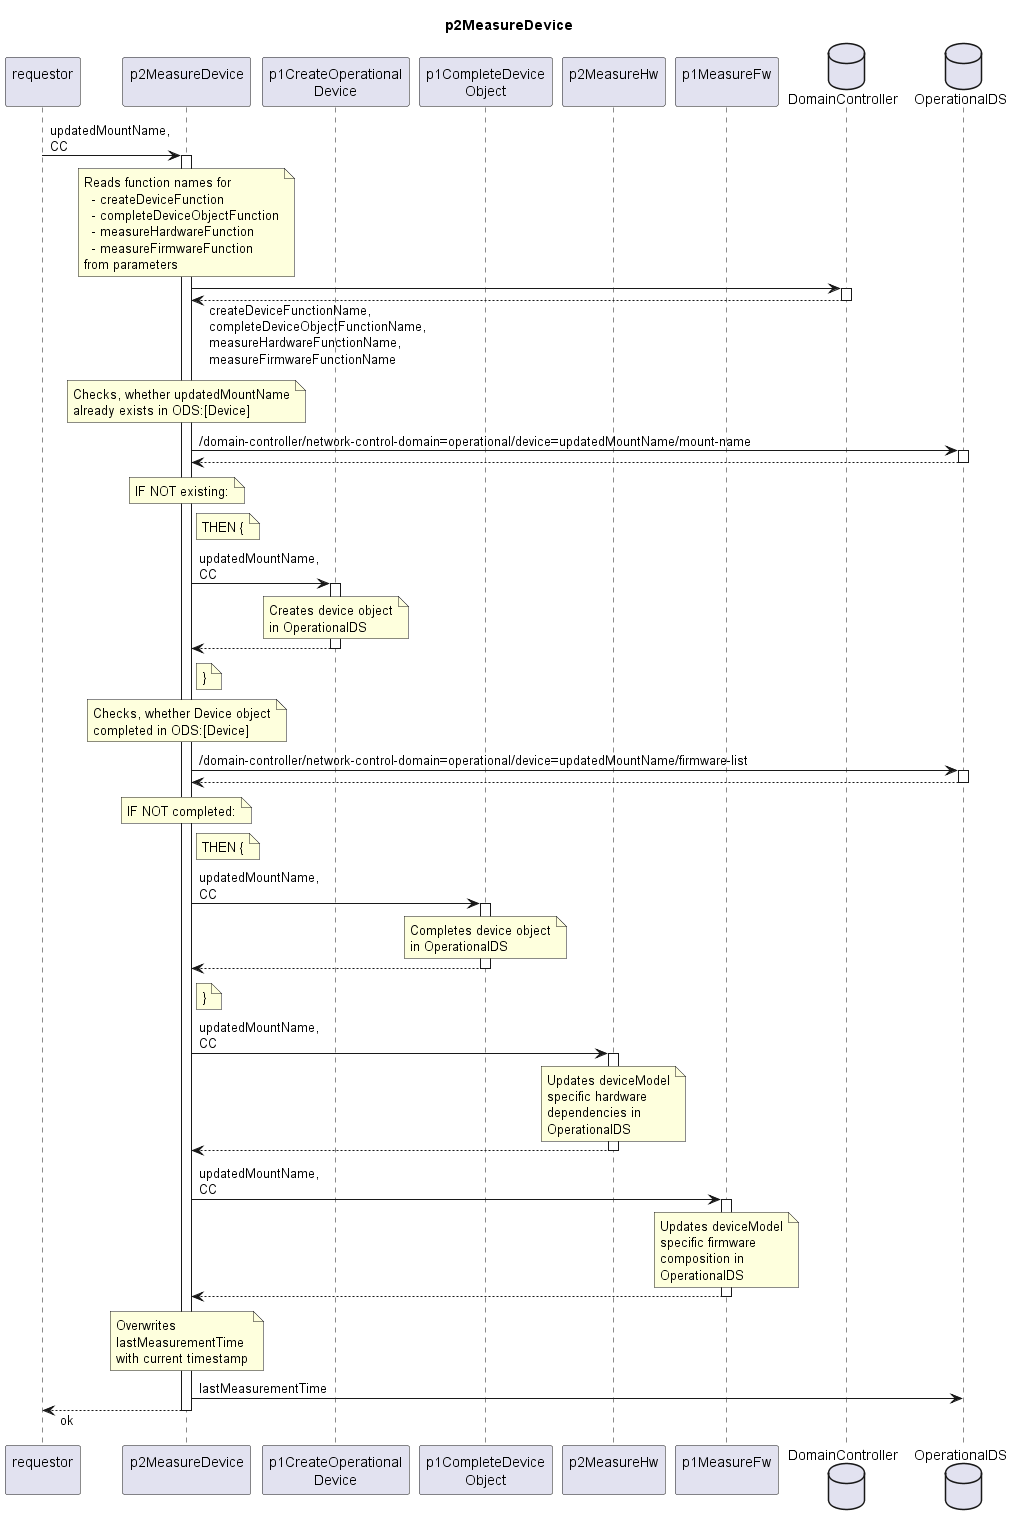 p2MeasureDevice
requestor
p2MeasureDevice
p1CreateOperational
Device
p1CompleteDevice
Object
p2MeasureHw
p1MeasureFw
DomainController
OperationalDS
updatedMountName,
CC
Reads function names for
- createDeviceFunction
- completeDeviceObjectFunction
- measureHardwareFunction
- measureFirmwareFunction
from parameters
createDeviceFunctionName,
completeDeviceObjectFunctionName,
measureHardwareFunctionName,
measureFirmwareFunctionName
Checks, whether updatedMountName
already exists in ODS:[Device]
/domain-controller/network-control-domain=operational/device=updatedMountName/mount-name
IF NOT existing:
THEN {
updatedMountName,
CC
Creates device object
in OperationalDS
}
Checks, whether Device object
completed in ODS:[Device]
/domain-controller/network-control-domain=operational/device=updatedMountName/firmware-list
IF NOT completed:
THEN {
updatedMountName,
CC
Completes device object
in OperationalDS
}
updatedMountName,
CC
Updates deviceModel
specific hardware
dependencies in
OperationalDS
updatedMountName,
CC
Updates deviceModel
specific firmware
composition in
OperationalDS
Overwrites
lastMeasurementTime
with current timestamp
lastMeasurementTime
ok
requestor
p2MeasureDevice
p1CreateOperational
Device
p1CompleteDevice
Object
p2MeasureHw
p1MeasureFw
DomainController
OperationalDS